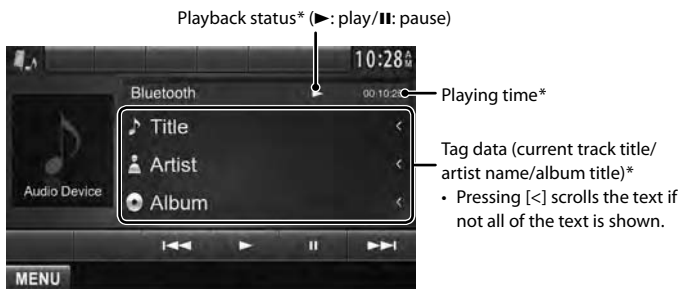 Playback status* (►: play/⏸: pause)
10:28 AM
Bluetooth ► 00:10:25
Playing time*
Title <
Artist <
Album <
Audio Device
Tag data (current track title/
artist name/album title)*
• Pressing [<] scrolls the text if
not all of the text is shown.
MENU